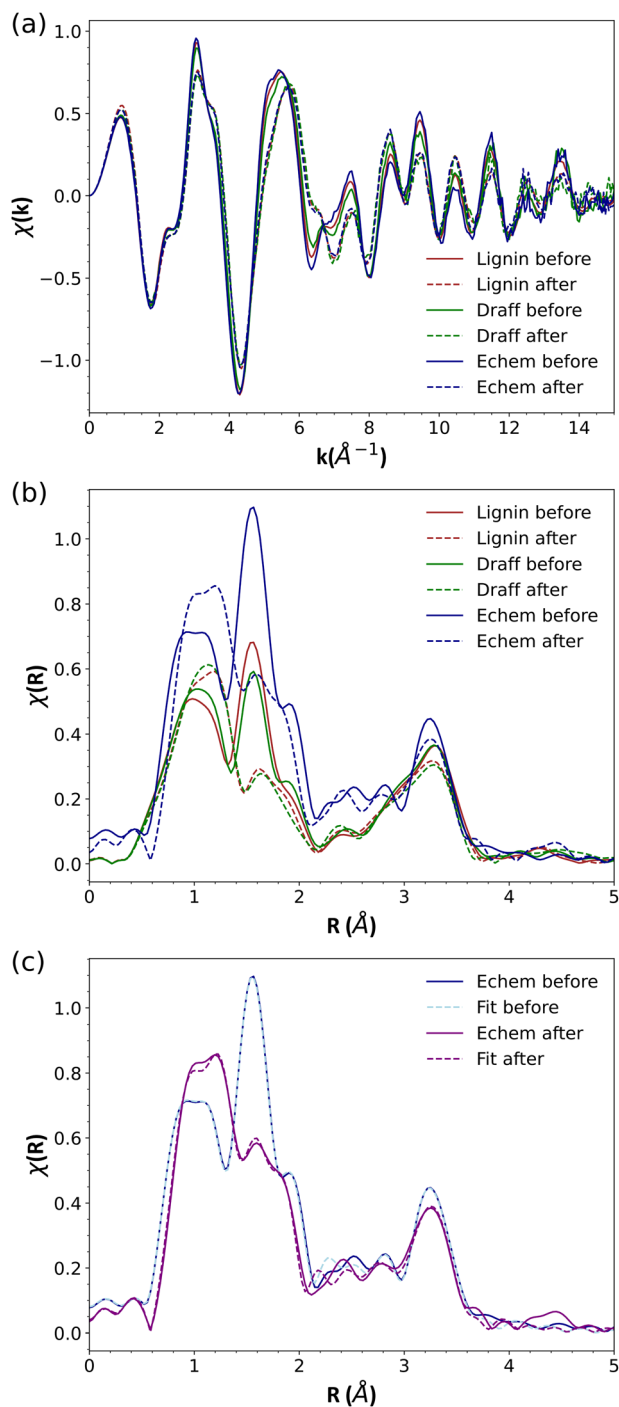 (a)
1.0
0.5
0.0
−0.5
−1.0
χ(k)
Lignin before
Lignin after
Draff before
Draff after
Echem before
Echem after
0 2 4 6 8 10 12 14
k(Å⁻¹)
(b)
1.0
0.8
0.6
0.4
0.2
0.0
χ(R)
Lignin before
Lignin after
Draff before
Draff after
Echem before
Echem after
0 1 2 3 4 5
R (Å)
(c)
1.0
0.8
0.6
0.4
0.2
0.0
χ(R)
Echem before
Fit before
Echem after
Fit after
0 1 2 3 4 5
R (Å)